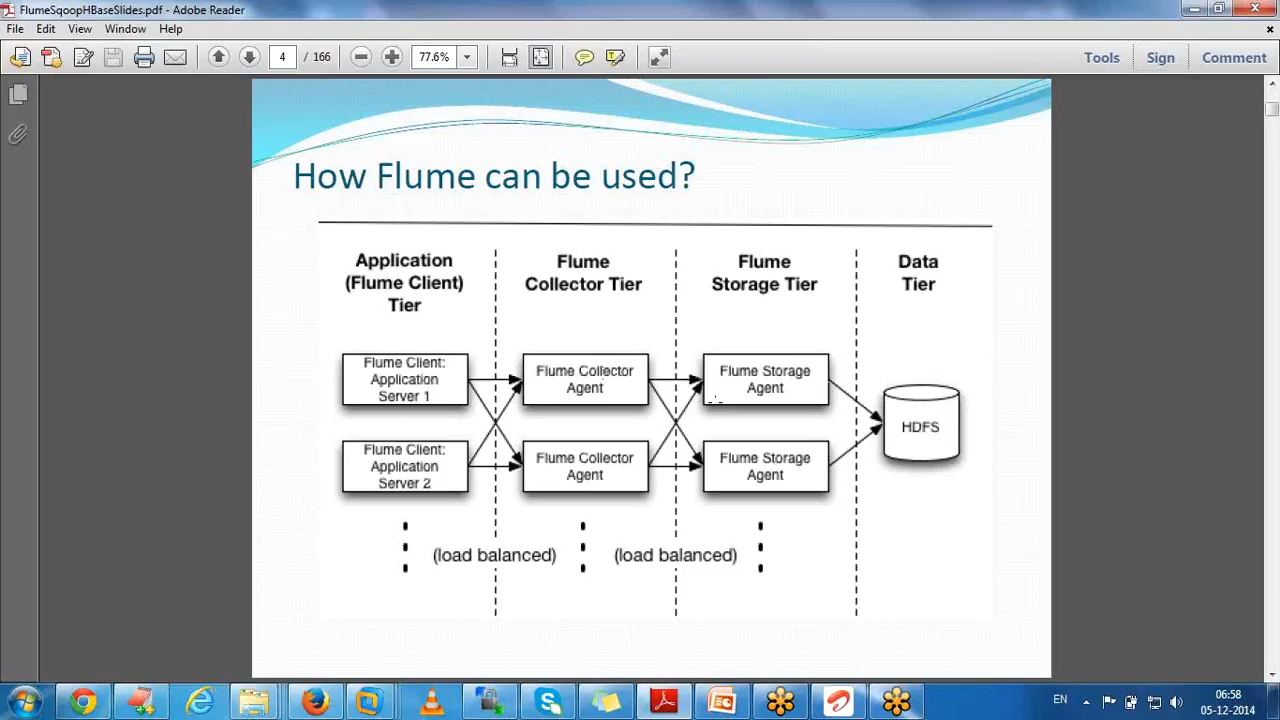 FlumeSqoopHBaseSlides.pdf - Adobe Reader
File Edit View Window Help
4 / 166 77.6% Tools Sign Comment
How Flume can be used?
Application
(Flume Client)
Tier
Flume
Collector Tier
Flume
Storage Tier
Data
Tier
Flume Client:
Application
Server 1
Flume Collector
Agent
Flume Storage
Agent
HDFS
Flume Client:
Application
Server 2
Flume Collector
Agent
Flume Storage
Agent
(load balanced) (load balanced)
EN
06:58
05-12-2014